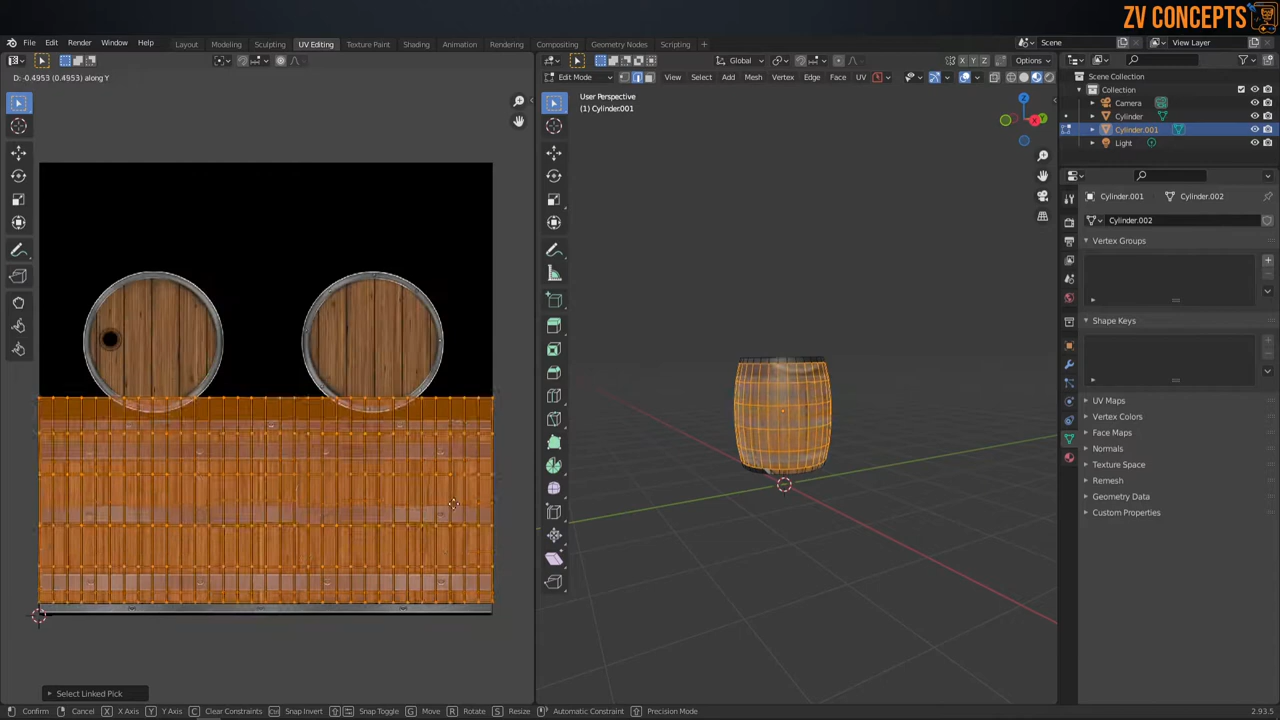 ZV CONCEPTS
File Edit Render Window Help
Layout Modeling Sculpting UV Editing Texture Paint Shading Animation Rendering Compositing Geometry Nodes Scripting +
Scene
View Layer
Global
Options
D: -0.4953 (0.4953) along Y
Edit Mode
View Select Add Mesh Vertex Edge Face UV
User Perspective
(1) Cylinder.001
X Y Z
Z
Y
X
Scene Collection
Collection
Camera
Cylinder
Cylinder.001
Light
Cylinder.001
Cylinder.002
Cylinder.002
Vertex Groups
Shape Keys
UV Maps
Vertex Colors
Face Maps
Normals
Texture Space
Remesh
Geometry Data
Custom Properties
Select Linked Pick
Confirm Cancel X X Axis Y Y Axis C Clear Constraints Ctrl Snap Invert Snap Toggle G Move R Rotate S Resize Automatic Constraint Precision Mode
2.93.5